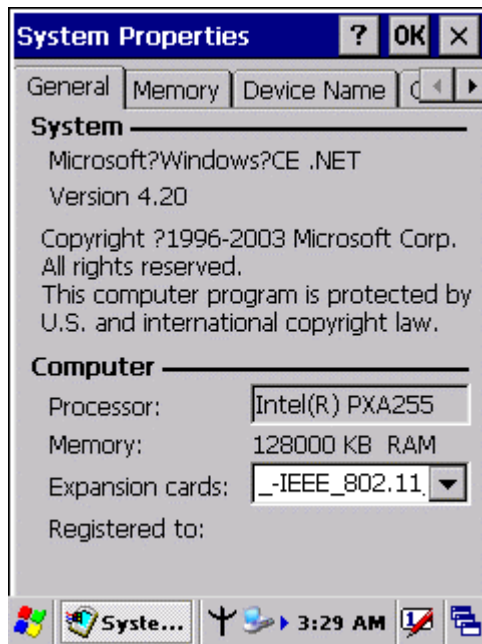 System Properties ? OK ×
General Memory Device Name
System
Microsoft?Windows?CE .NET
Version 4.20
Copyright ?1996-2003 Microsoft Corp.
All rights reserved.
This computer program is protected by
U.S. and international copyright law.
Computer
Processor: Intel(R) PXA255
Memory: 128000 KB RAM
Expansion cards: _-IEEE_802.11_
Registered to:
Syste... 3:29 AM